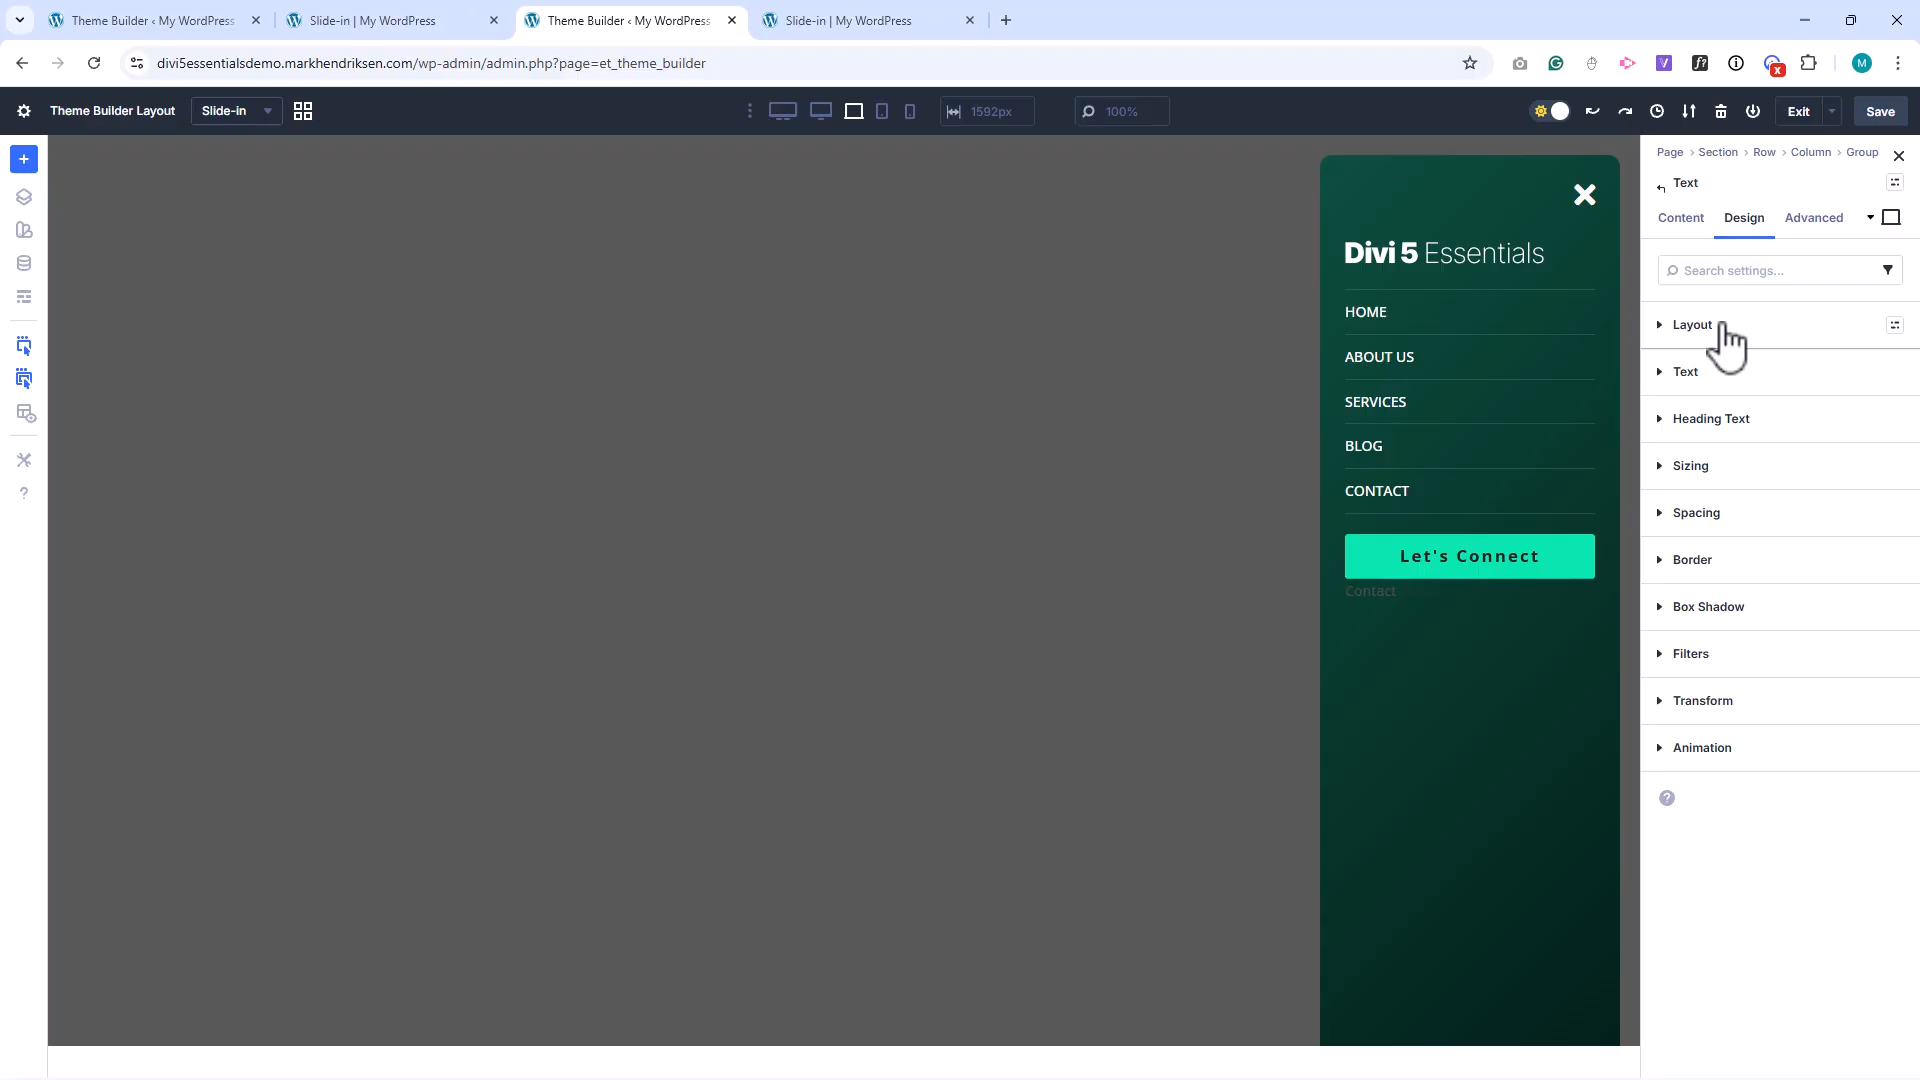 Theme Builder ‹ My WordPress
Slide-in | My WordPress
Theme Builder ‹ My WordPress
Slide-in | My WordPress
divi5essentialsdemo.markhendriksen.com/wp-admin/admin.php?page=et_theme_builder
M
Theme Builder Layout
Slide-in
1592px
100%
Exit
Save
Page › Section › Row › Column › Group
Text
Content
Design
Advanced
Search settings...
Layout
Text
Heading Text
Sizing
Spacing
Border
Box Shadow
Filters
Transform
Animation
Divi 5 Essentials
HOME
ABOUT US
SERVICES
BLOG
CONTACT
Let's Connect
Contact